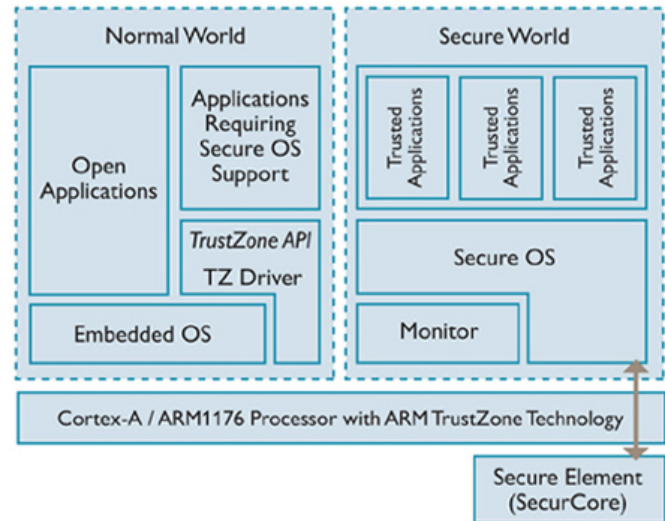 Normal World
Open
Applications
Applications
Requiring
Secure OS
Support
TrustZone API
TZ Driver
Embedded OS
Secure World
Trusted
Applications
Trusted
Applications
Trusted
Applications
Secure OS
Monitor
Cortex-A / ARM1176 Processor with ARM TrustZone Technology
Secure Element
(SecurCore)